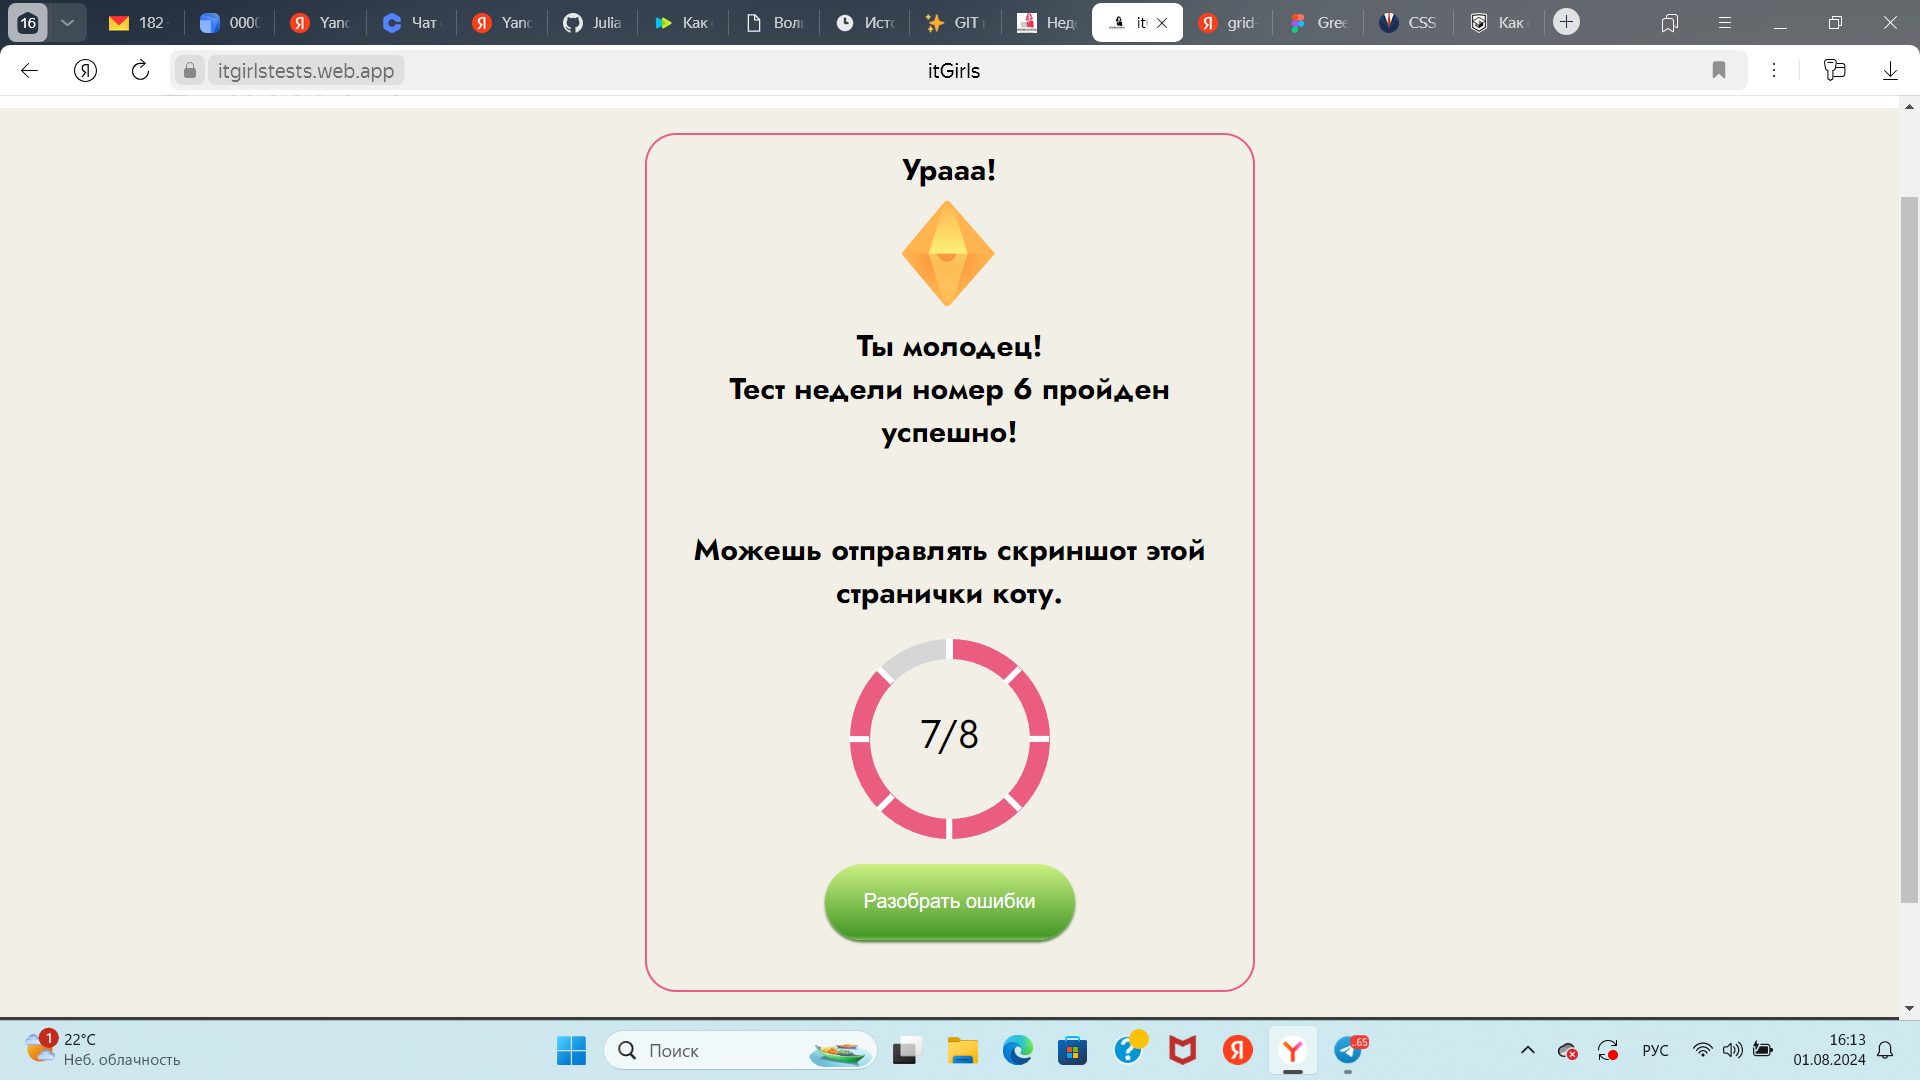 16
182
0000
Yanc
Чат
Yanc
Julia
Как
Вол
Ист
GIT
Нед
it
grid
Gree
CSS
Как
itgirlstests.web.app
itGirls
Урааа!
Ты молодец!
Тест недели номер 6 пройден
успешно!
Можешь отправлять скриншот этой
странички коту.
7/8
Разобрать ошибки
1
22°C
Неб. облачность
Поиск
65
РУС
16:13
01.08.2024